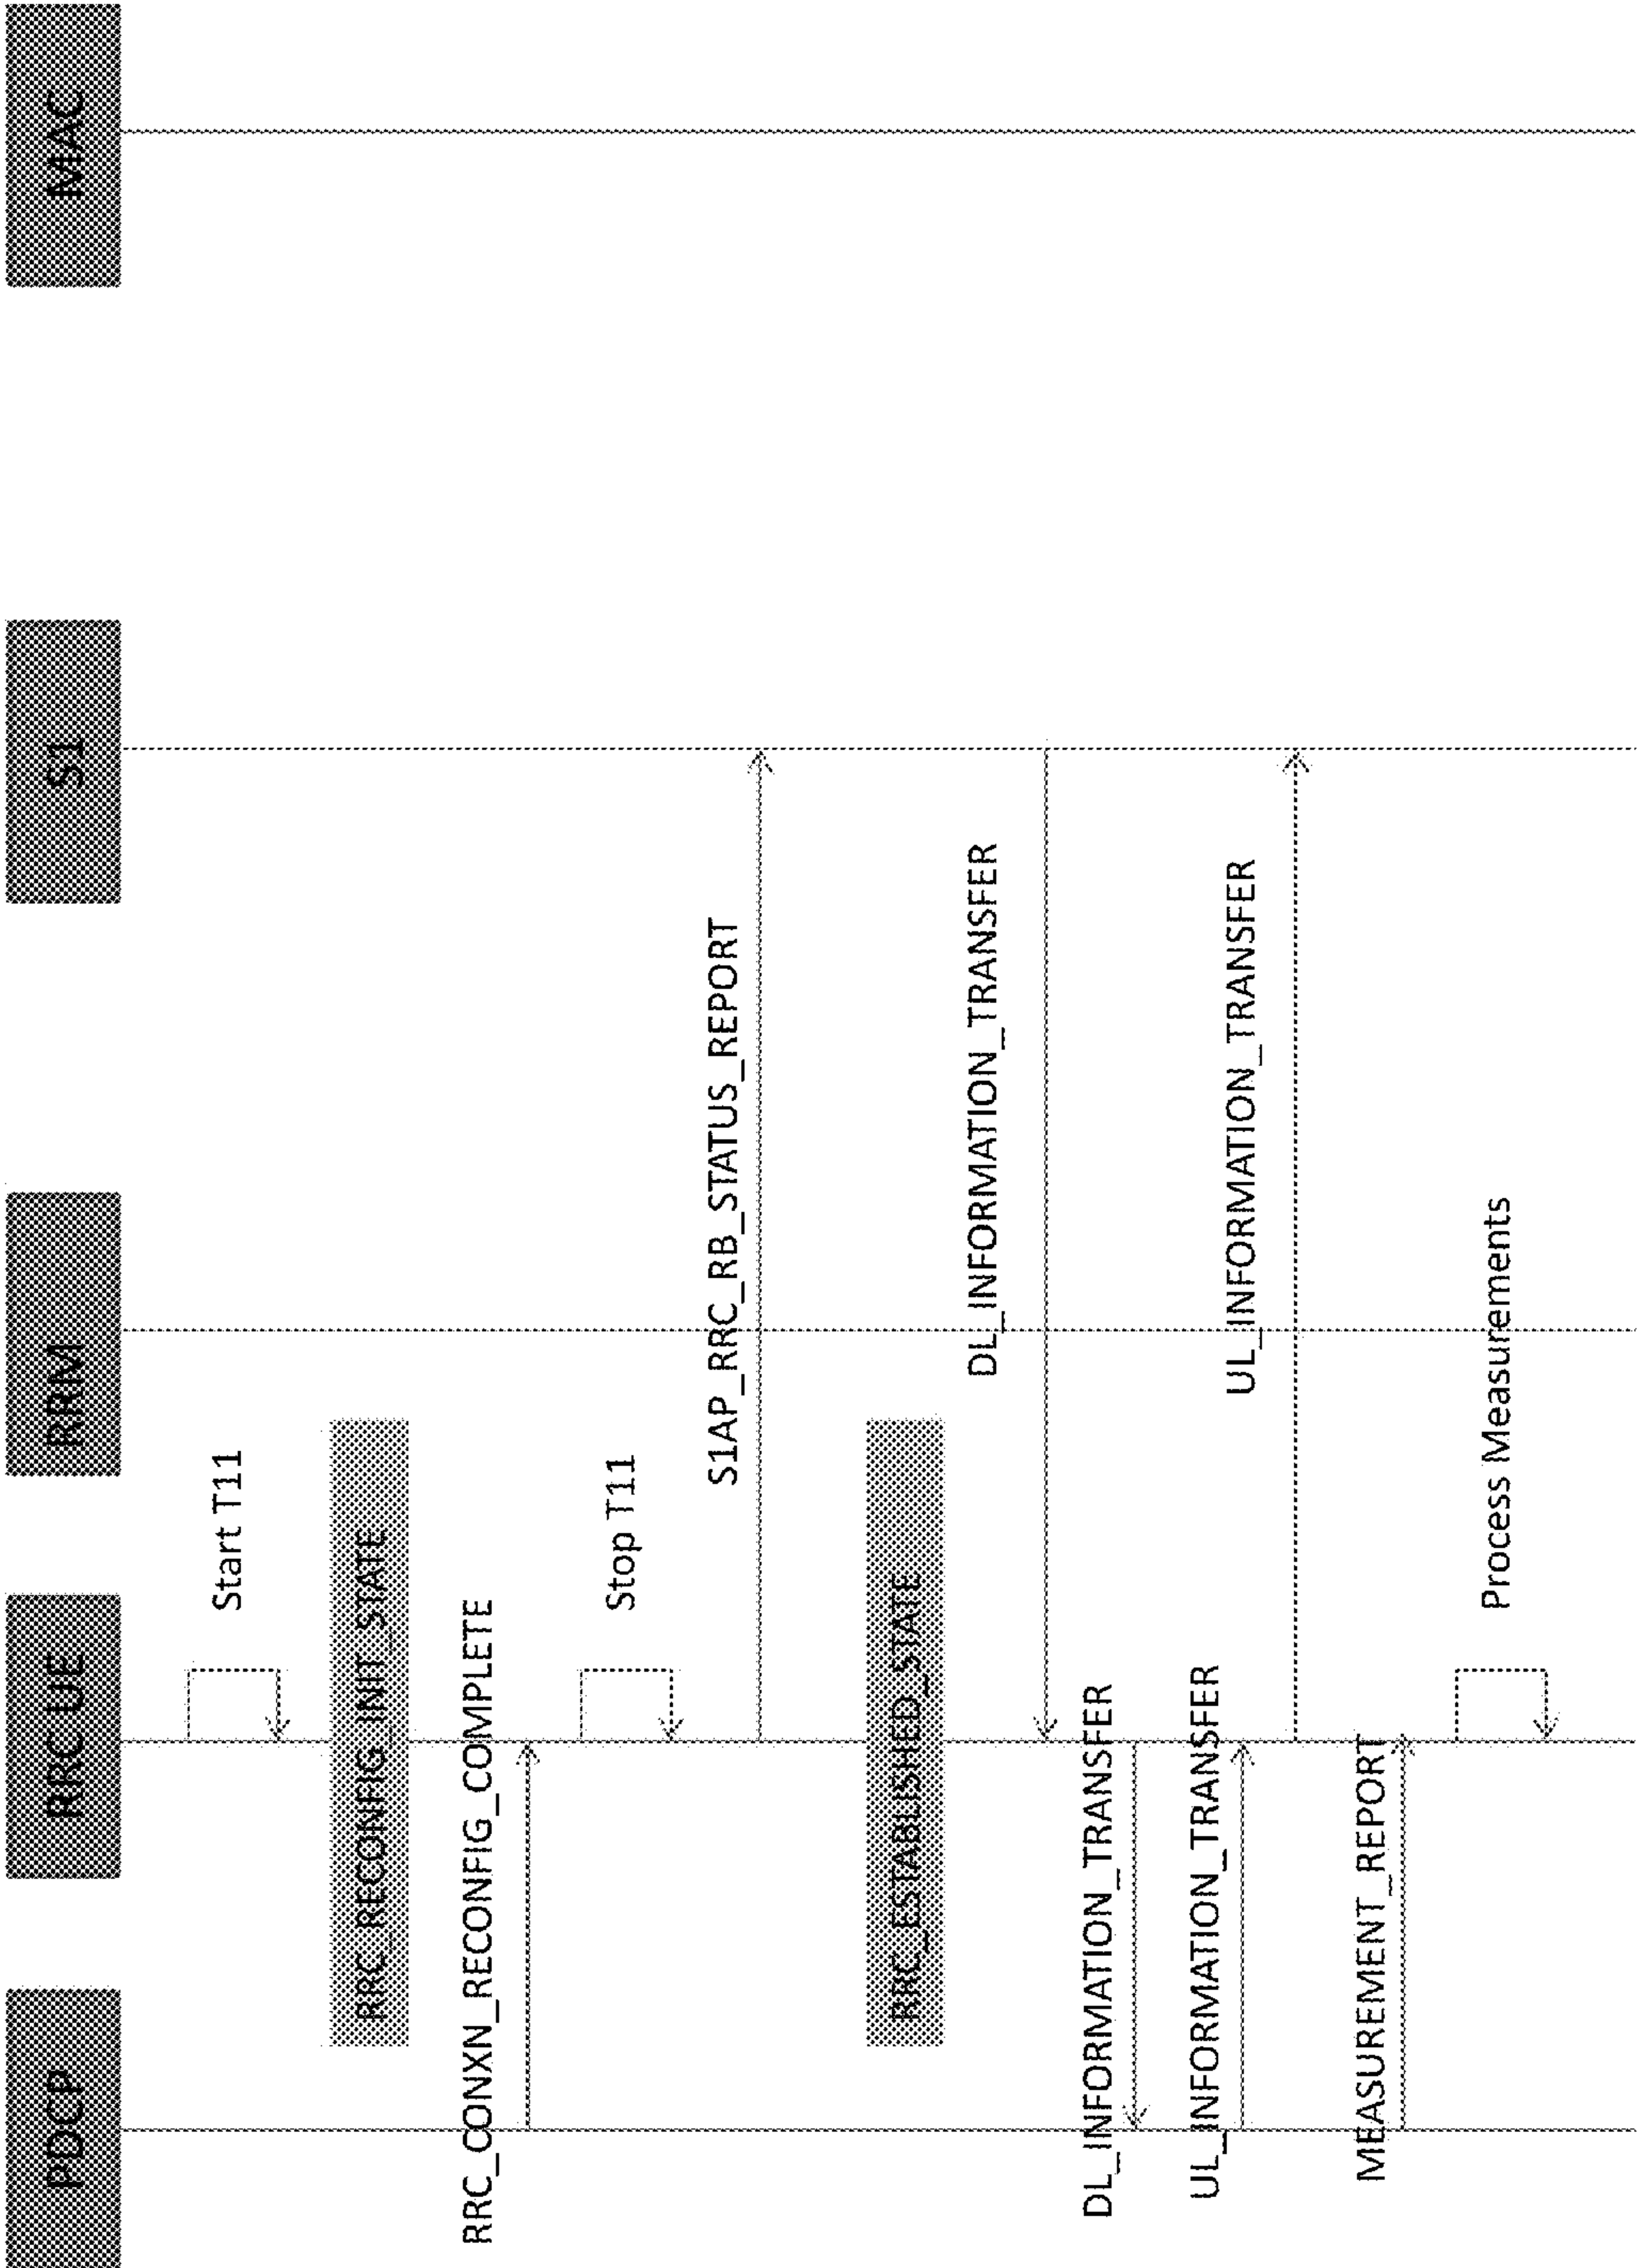 PDCP
RRC UE
RRM
S1
MAC
Start T11
RRC_RECONFIG_INIT_STATE
RRC_CONXN_RECONFIG_COMPLETE
Stop T11
S1AP_RRC_RB_STATUS_REPORT
RRC_ESTABLISHED_STATE
DL_INFORMATION_TRANSFER
DL_INFORMATION_TRANSFER
UL_INFORMATION_TRANSFER
UL_INFORMATION_TRANSFER
MEASUREMENT_REPORT
Process Measurements